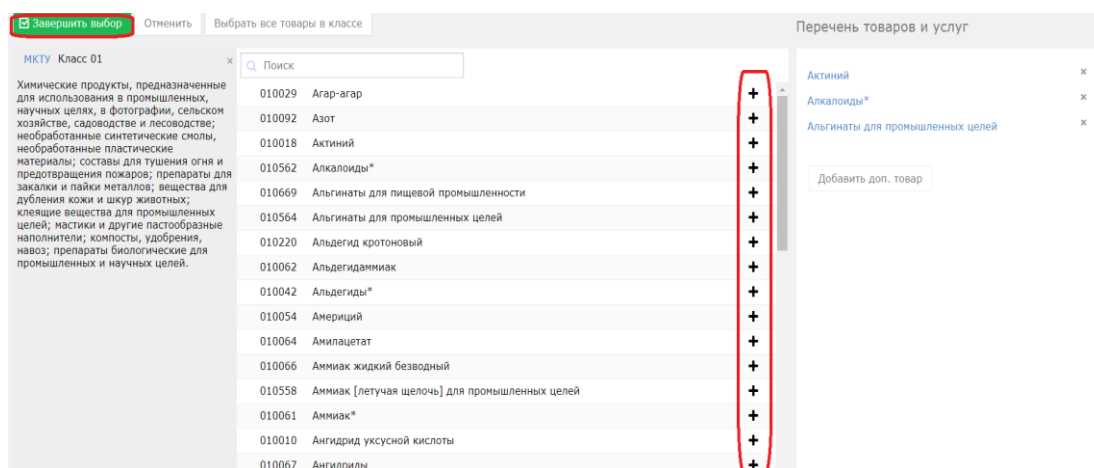 Завершить выбор Отменить Выбрать все товары в классе
Перечень товаров и услуг
МКТУ Класс 01 x
Химические продукты, предназначенные
для использования в промышленных,
научных целях, в фотографии, сельском
хозяйстве, садоводстве и лесоводстве;
необработанные синтетические смолы,
необработанные пластические
материалы; составы для тушения огня и
предотвращения пожаров; препараты для
закалки и пайки металлов; вещества для
дубления кожи и шкур животных;
клеящие вещества для промышленных
целей; мастики и другие пастообразные
наполнители; компосты, удобрения,
навоз; препараты биологические для
промышленных и научных целей.
Поиск
010029 Агар-агар +
010092 Азот +
010018 Актиний +
010562 Алкалоиды* +
010669 Альгинаты для пищевой промышленности +
010564 Альгинаты для промышленных целей +
010220 Альдегид кротоновый +
010062 Альдегидаммиак +
010042 Альдегиды* +
010054 Америций +
010064 Амилацетат +
010066 Аммиак жидкий безводный +
010558 Аммиак [летучая щелочь] для промышленных целей +
010061 Аммиак* +
010010 Ангидрид уксусной кислоты +
010067 Ангидриды +
Актиний x
Алкалоиды* x
Альгинаты для промышленных целей x
Добавить доп. товар